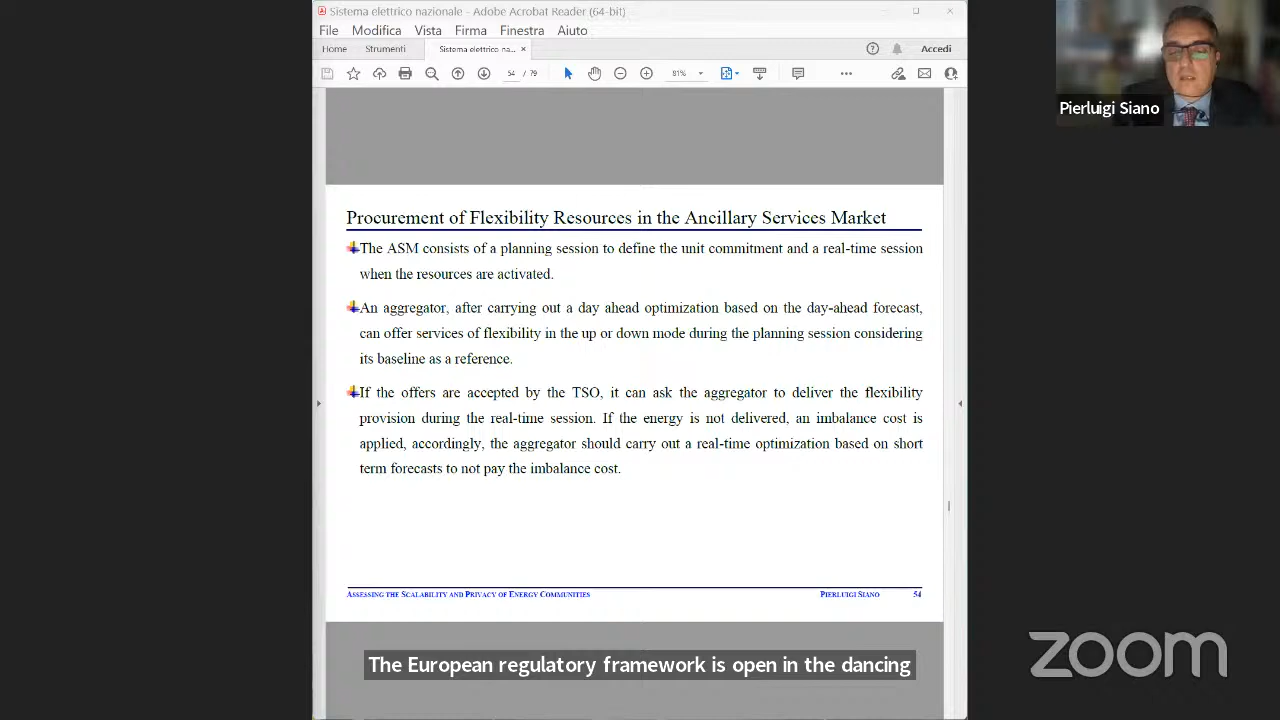 Sistema elettrico nazionale - Adobe Acrobat Reader (64-bit)
File Modifica Vista Firma Finestra Aiuto
Home Strumenti Sistema elettrico na... × Accedi
54 / 79 81%
Pierluigi Siano
Procurement of Flexibility Resources in the Ancillary Services Market
The ASM consists of a planning session to define the unit commitment and a real-time session
when the resources are activated.
An aggregator, after carrying out a day ahead optimization based on the day-ahead forecast,
can offer services of flexibility in the up or down mode during the planning session considering
its baseline as a reference.
If the offers are accepted by the TSO, it can ask the aggregator to deliver the flexibility
provision during the real-time session. If the energy is not delivered, an imbalance cost is
applied, accordingly, the aggregator should carry out a real-time optimization based on short
term forecasts to not pay the imbalance cost.
ASSESSING THE SCALABILITY AND PRIVACY OF ENERGY COMMUNITIES PIERLUIGI SIANO 54
The European regulatory framework is open in the dancing
zoom